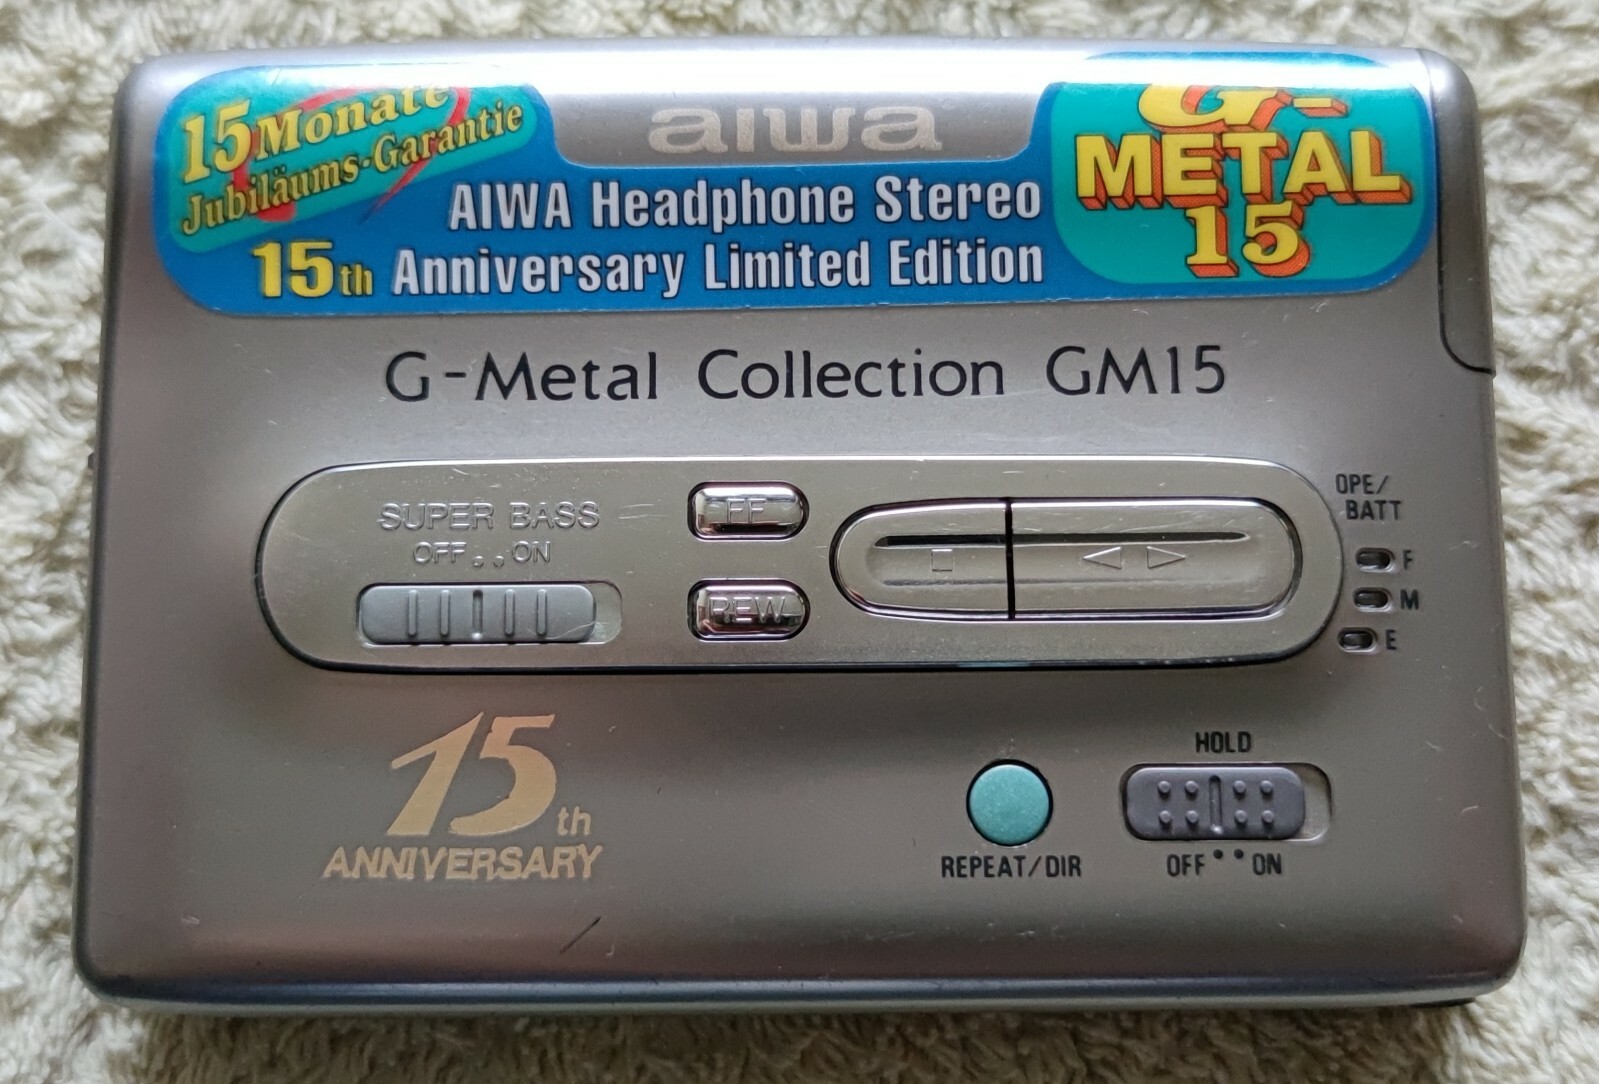 15 Monate
Jubiläums-Garantie
aiwa
G-
METAL
15
AIWA Headphone Stereo
15th Anniversary Limited Edition
G-Metal Collection GM15
SUPER BASS
OFF ON
FF
REW
OPE/
BATT
F
M
E
15th
ANNIVERSARY
REPEAT/DIR
HOLD
OFF ON